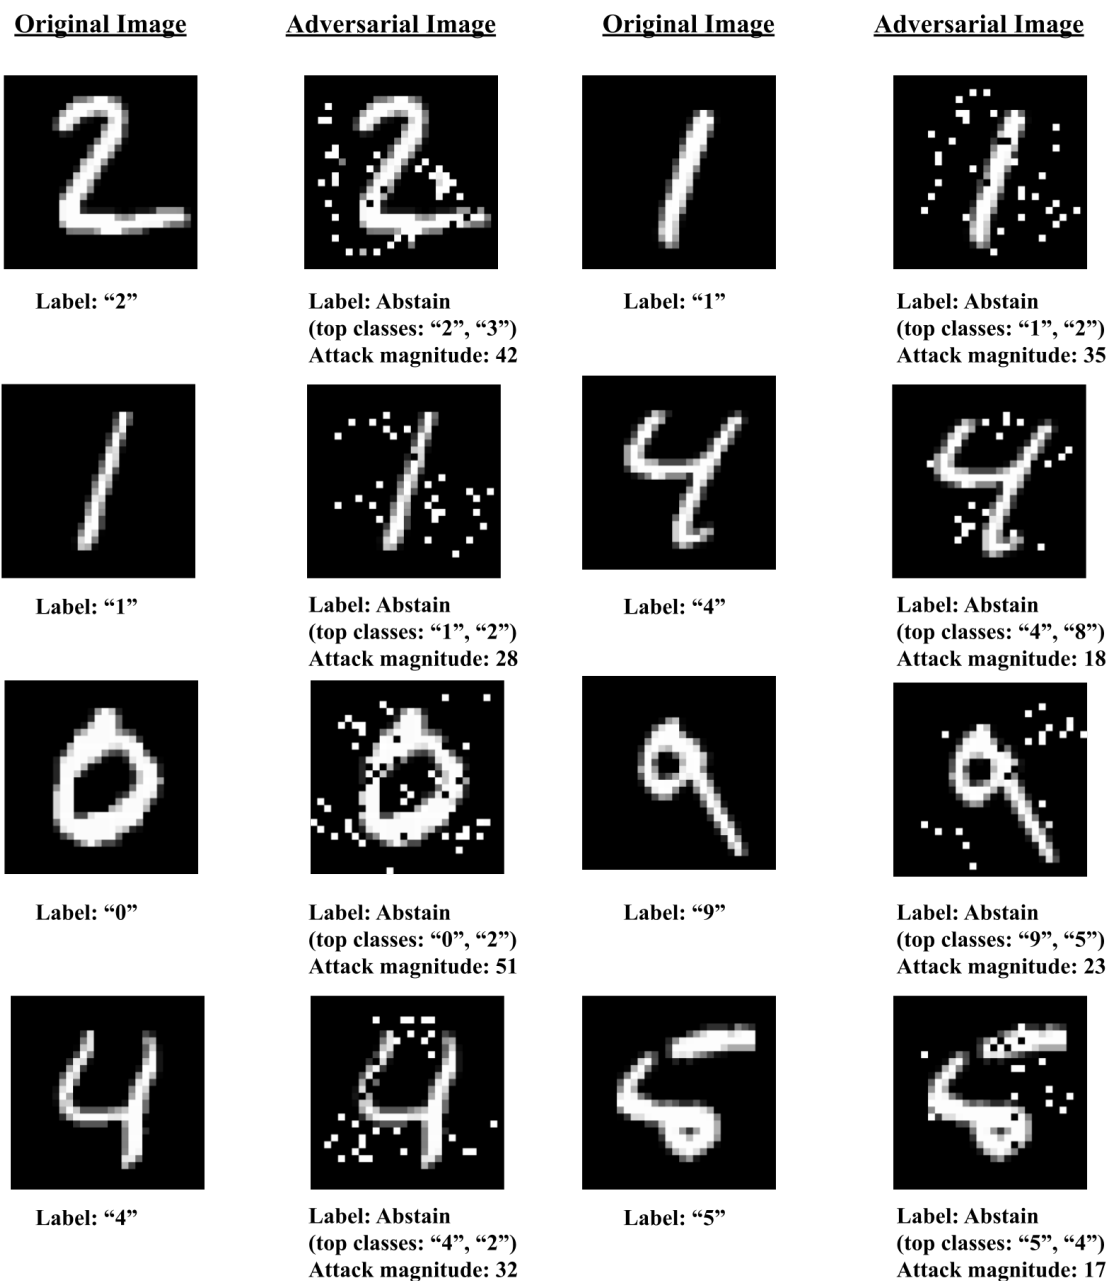 Original Image Adversarial Image Original Image Adversarial Image
Label: “2” Label: Abstain Label: “1” Label: Abstain
(top classes: “2”, “3”) (top classes: “1”, “2”)
Attack magnitude: 42 Attack magnitude: 35
Label: “1” Label: Abstain Label: “4” Label: Abstain
(top classes: “1”, “2”) (top classes: “4”, “8”)
Attack magnitude: 28 Attack magnitude: 18
Label: “0” Label: Abstain Label: “9” Label: Abstain
(top classes: “0”, “2”) (top classes: “9”, “5”)
Attack magnitude: 51 Attack magnitude: 23
Label: “4” Label: Abstain Label: “5” Label: Abstain
(top classes: “4”, “2”) (top classes: “5”, “4”)
Attack magnitude: 32 Attack magnitude: 17